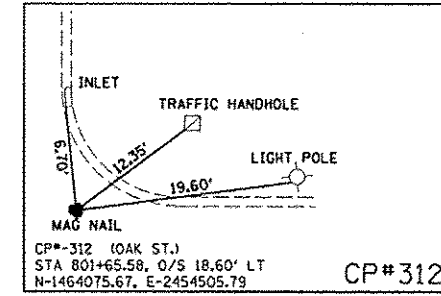 INLET
TRAFFIC HANDHOLE
6.70'
12.35'
LIGHT POLE
19.60'
MAG NAIL
CP#-312 (OAK ST.)
STA 801+65.58, O/S 18.60' LT
N-1464075.67, E-2454505.79
CP#312